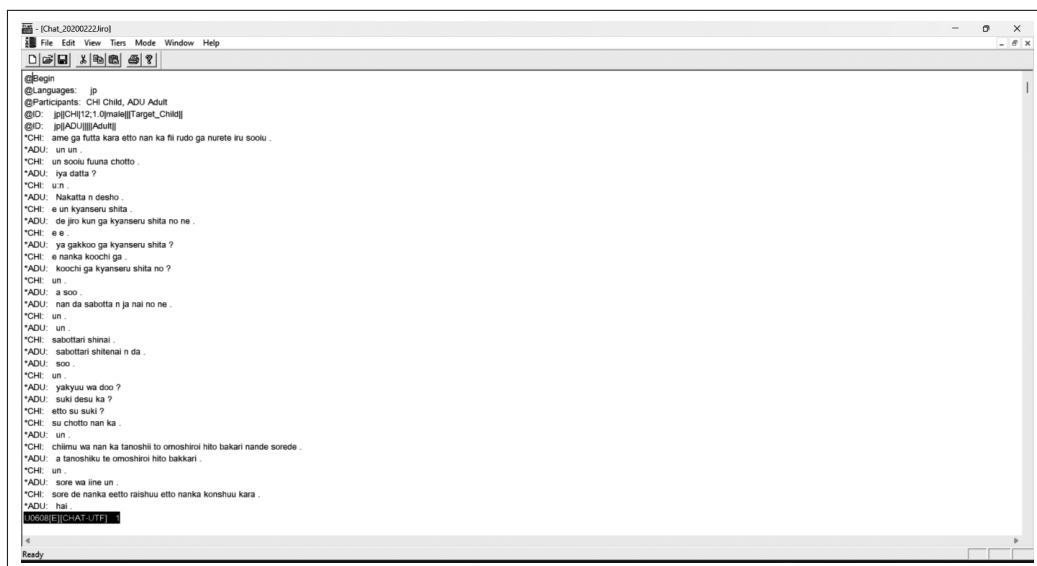 - [Chat_20200222Jiro]
File Edit View Tiers Mode Window Help
@Begin
@Languages: jp
@Participants: CHI Child, ADU Adult
@ID: jp||CHI|12;1.0|male|||Target_Child||
@ID: jp||ADU|||||Adult||
*CHI: ame ga futta kara etto nan ka fii rudo ga nurete iru sooiu .
*ADU: un un .
*CHI: un sooiu fuuna chotto .
*ADU: iya datta ?
*CHI: u:n .
*ADU: Nakatta n desho .
*CHI: e un kyanseru shita .
*ADU: de jiro kun ga kyanseru shita no ne .
*CHI: e e .
*ADU: ya gakkoo ga kyanseru shita ?
*CHI: e nanka koochi ga .
*ADU: koochi ga kyanseru shita no ?
*CHI: un .
*ADU: a soo .
*ADU: nan da sabotta n ja nai no ne .
*CHI: un .
*ADU: un .
*CHI: sabottari shinai .
*ADU: sabottari shitenai n da .
*ADU: soo .
*CHI: un .
*ADU: yakyuu wa doo ?
*ADU: suki desu ka ?
*CHI: etto su suki ?
*CHI: su chotto nan ka .
*ADU: un .
*CHI: chiimu wa nan ka tanoshii to omoshiroi hito bakari nande sorede .
*ADU: a tanoshiku te omoshiroi hito bakkari .
*CHI: un .
*ADU: sore wa iine un .
*CHI: sore de nanka eetto raishuu etto nanka konshuu kara .
*ADU: hai .
U0608[E][CHAT-UTF] 1
Ready